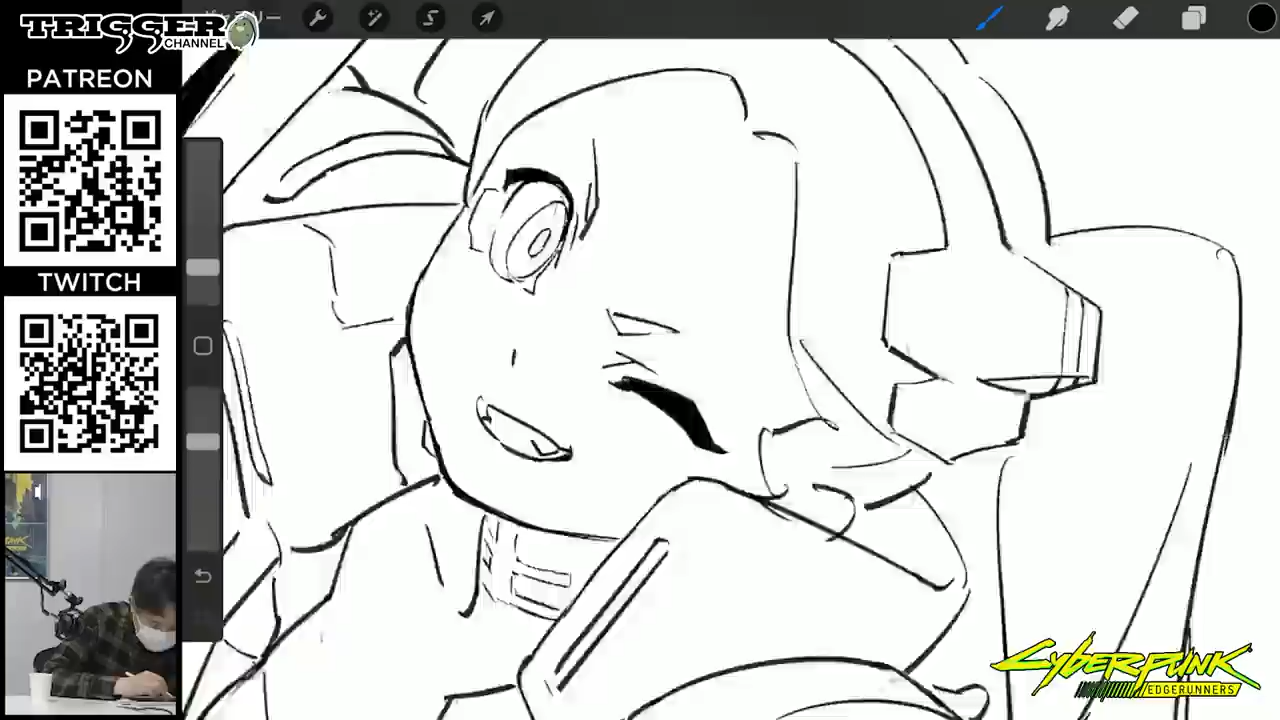 TRIGGER
CHANNEL
PATREON
TWITCH
CYBERPUNK
EDGERUNNERS